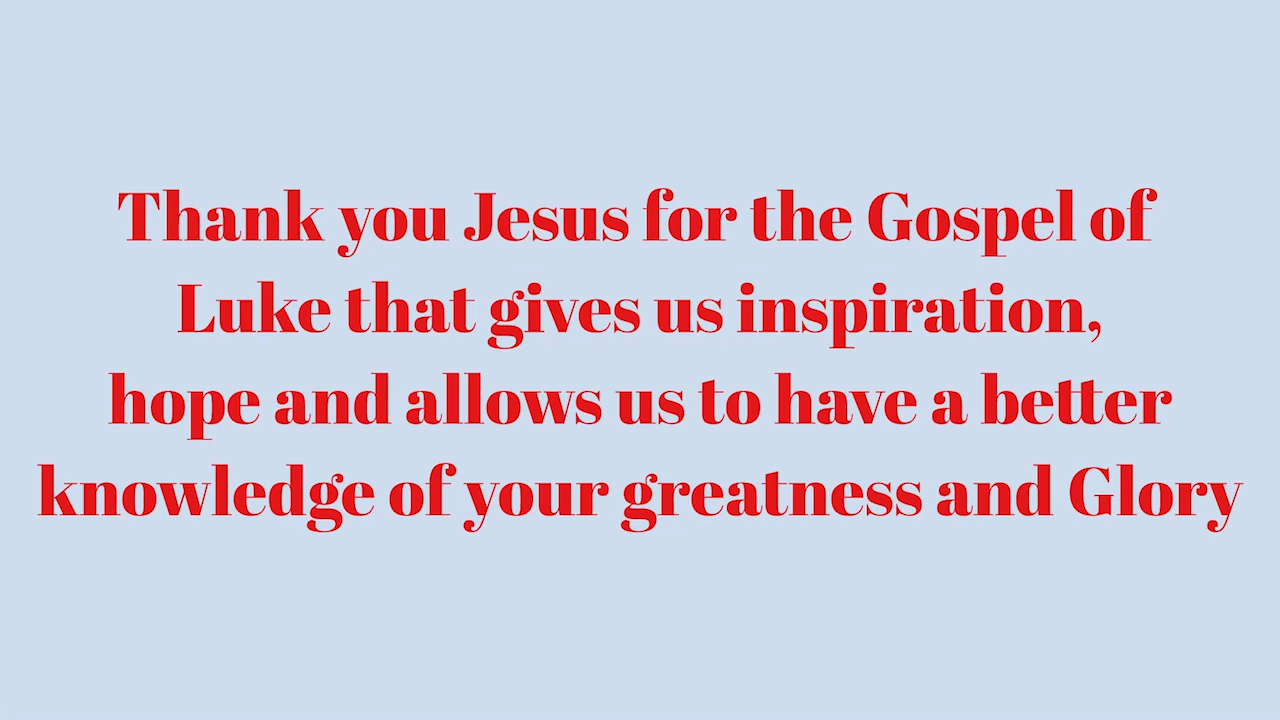 Thank you Jesus for the Gospel of
Luke that gives us inspiration,
hope and allows us to have a better
knowledge of your greatness and Glory